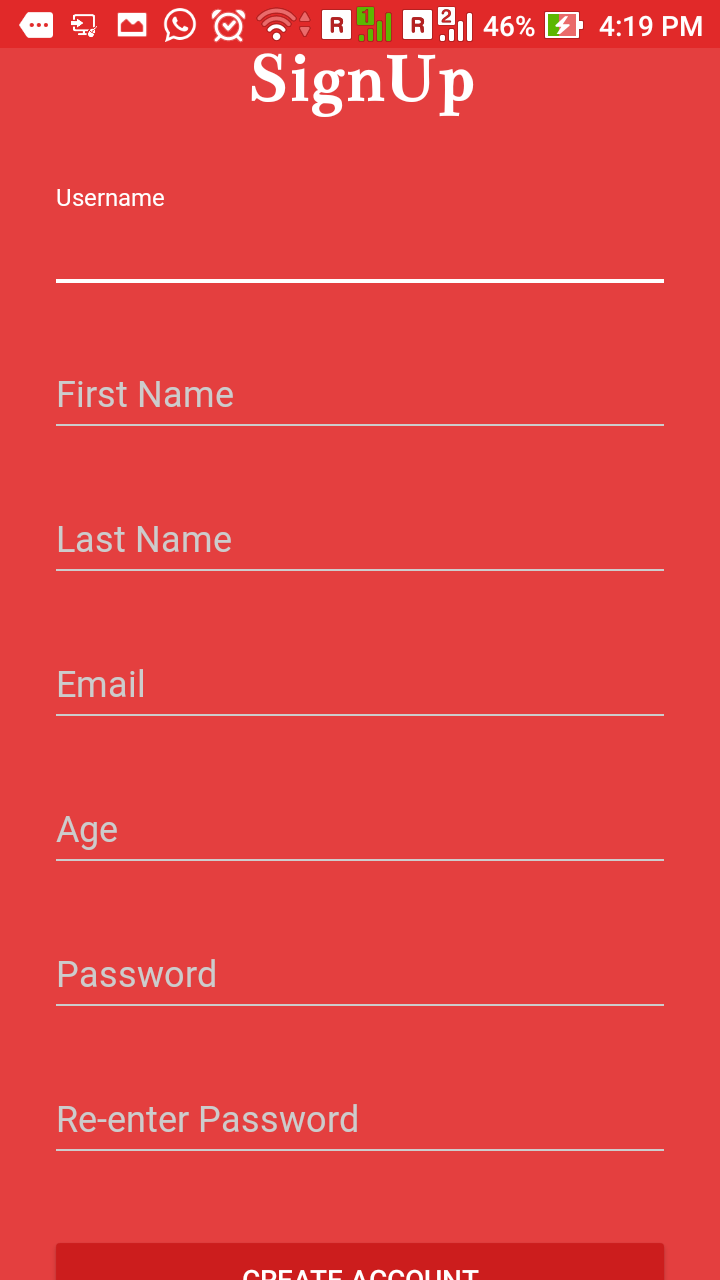 R 1 R 2 46% 4:19 PM
SignUp
Username
First Name
Last Name
Email
Age
Password
Re-enter Password
CREATE ACCOUNT